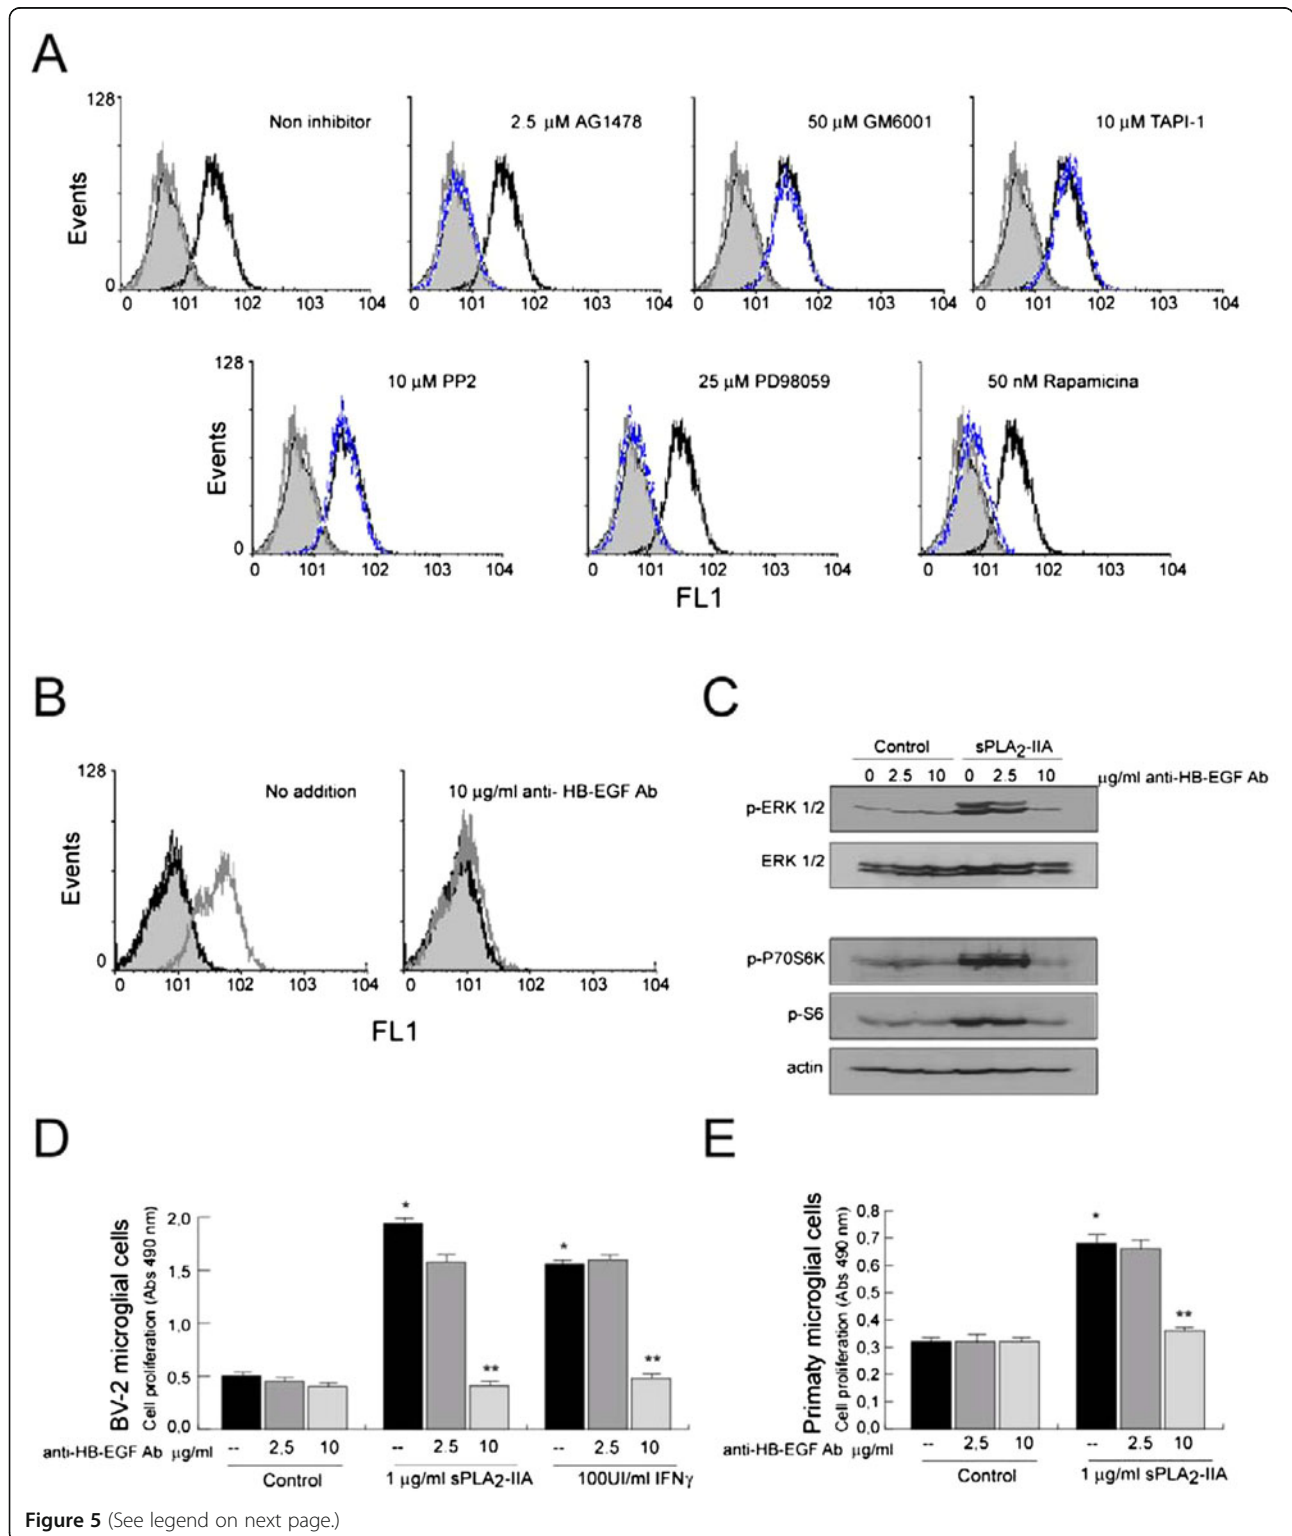 A
128
Non inhibitor
2.5 μM AG1478
50 μM GM6001
10 μM TAPI-1
Events
0
0 101 102 103 104
0 101 102 103 104
0 101 102 103 104
0 101 102 103 104
128
10 μM PP2
25 μM PD98059
50 nM Rapamicina
Events
0
0 101 102 103 104
0 101 102 103 104
0 101 102 103 104
FL1
B
128
No addition
10 μg/ml anti- HB-EGF Ab
Events
0
0 101 102 103 104
0 101 102 103 104
FL1
C
Control sPLA2-IIA
0 2.5 10 0 2.5 10 μg/ml anti-HB-EGF Ab
p-ERK 1/2
ERK 1/2
p-P70S6K
p-S6
actin
D
BV-2 microglial cells
Cell proliferation (Abs 490 nm)
2.0
1.5
1.0
0.5
0.0
*
**
*
**
anti-HB-EGF Ab μg/ml -- 2.5 10 -- 2.5 10 -- 2.5 10
Control 1 μg/ml sPLA2-IIA 100UI/ml IFNγ
E
Primaty microglial cells
Cell proliferation (Abs 490 nm)
0.8
0.7
0.6
0.5
0.4
0.3
0.2
0.1
0.0
*
**
anti-HB-EGF Ab μg/ml -- 2.5 10 -- 2.5 10
Control 1 μg/ml sPLA2-IIA
Figure 5 (See legend on next page.)